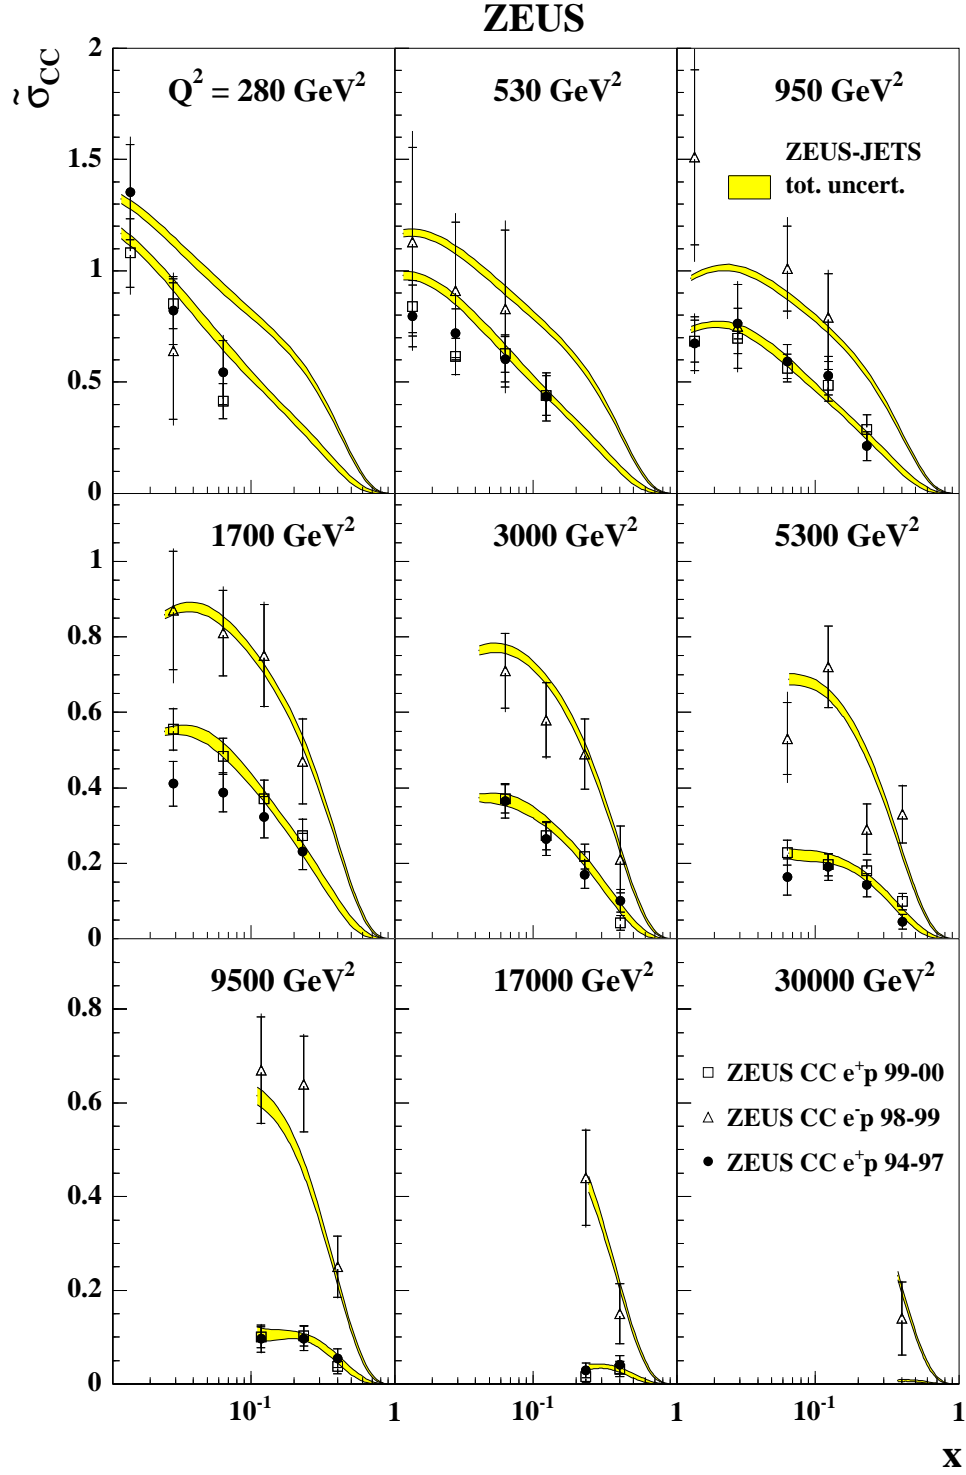 ZEUS
σ̃CC
Q² = 280 GeV²
530 GeV²
950 GeV²
ZEUS-JETS
tot. uncert.
2
1.5
1
0.5
0
1700 GeV²
3000 GeV²
5300 GeV²
1
0.8
0.6
0.4
0.2
0
9500 GeV²
17000 GeV²
30000 GeV²
ZEUS CC e⁺p 99-00
ZEUS CC e⁻p 98-99
ZEUS CC e⁺p 94-97
0.8
0.6
0.4
0.2
0
10⁻¹ 1 10⁻¹ 1 10⁻¹ 1
x